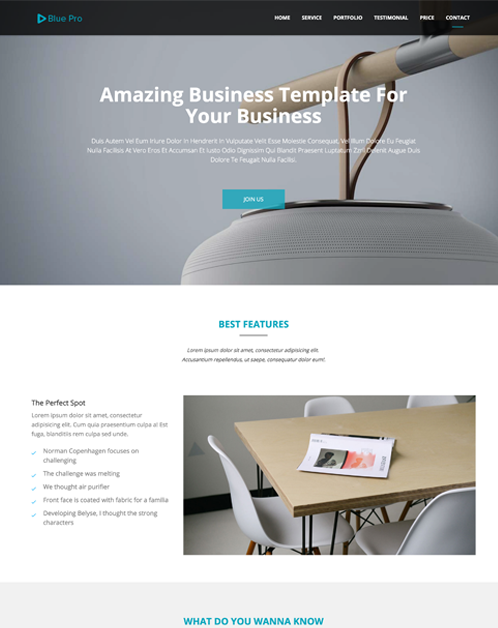 Blue Pro
HOME SERVICE PORTFOLIO TESTIMONIAL PRICE CONTACT
Amazing Business Template For
Your Business
Duis Autem Vel Eum Iriure Dolor In Hendrerit In Vulputate Velit Esse Molestie Consequat, Vel Illum Dolore Eu Feugiat
Nulla Facilisis At Vero Eros Et Accumsan Et Iusto Odio Dignissim Qui Blandit Praesent Luptatum Zzril Delenit Augue Duis
Dolore Te Feugait Nulla Facilisi.
JOIN US
BEST FEATURES
Lorem ipsum dolor sit amet, consectetur adipisicing elit.
Accusantium repellendus, ut saepe, consequatur dolor eum!.
The Perfect Spot
Lorem ipsum dolor sit amet, consectetur
adipisicing elit. Cum quia praesentium culpa ai Est
fuga, blanditiis rem culpa sed unde.
Norman Copenhagen focuses on
challenging
The challenge was melting
We thought air purifier
Front face is coated with fabric for a familia
Developing Belyse, I thought the strong
characters
WHAT DO YOU WANNA KNOW